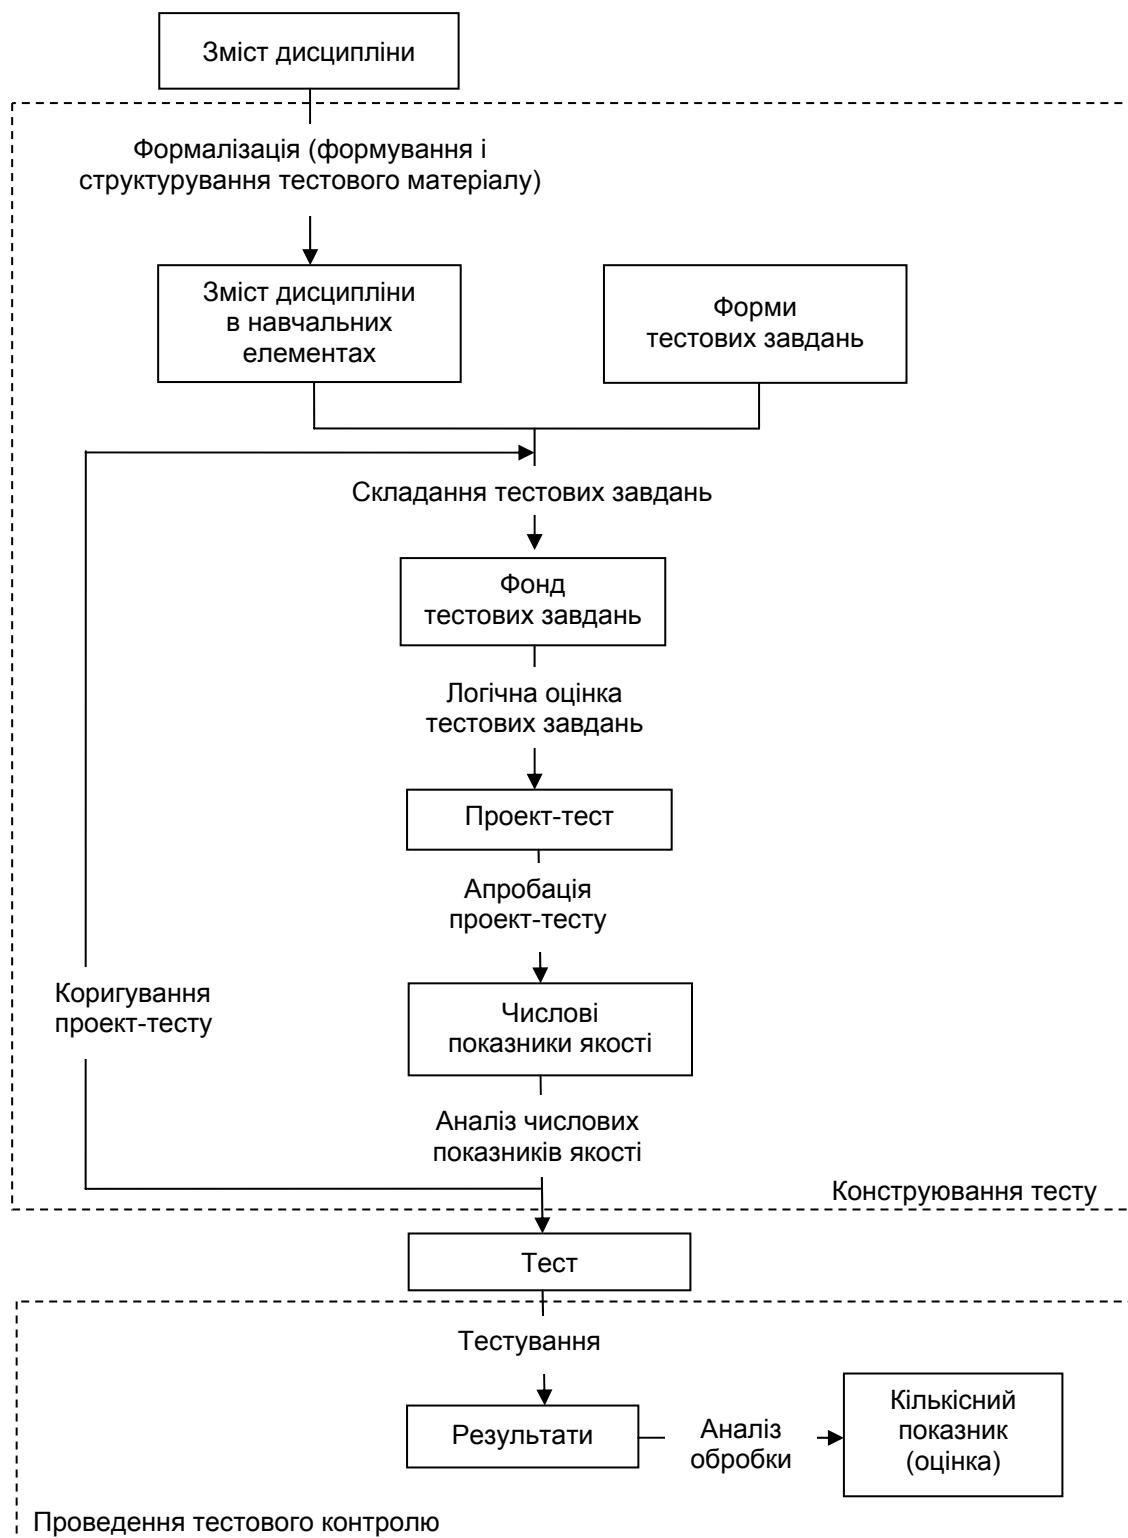 Зміст дисципліни
Формалізація (формування і
структурування тестового матеріалу)
Зміст дисципліни
в навчальних
елементах
Форми
тестових завдань
Складання тестових завдань
Фонд
тестових завдань
Логічна оцінка
тестових завдань
Проект-тест
Апробація
проект-тесту
Коригування
проект-тесту
Числові
показники якості
Аналіз числових
показників якості
Конструювання тесту
Тест
Тестування
Результати
Аналіз
обробки
Кількісний
показник
(оцінка)
Проведення тестового контролю